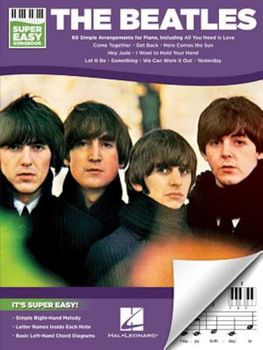 SUPER
EASY
SONGBOOK
THE BEATLES
60 Simple Arrangements for Piano, Including All You Need Is Love
Come Together · Get Back · Here Comes the Sun
Hey Jude · I Want to Hold Your Hand
Let It Be · Something · We Can Work It Out · Yesterday
IT'S SUPER EASY!
• Simple Right-Hand Melody
• Letter Names Inside Each Note
• Basic Left-Hand Chord Diagrams
HAL•LEONARD®
birth day